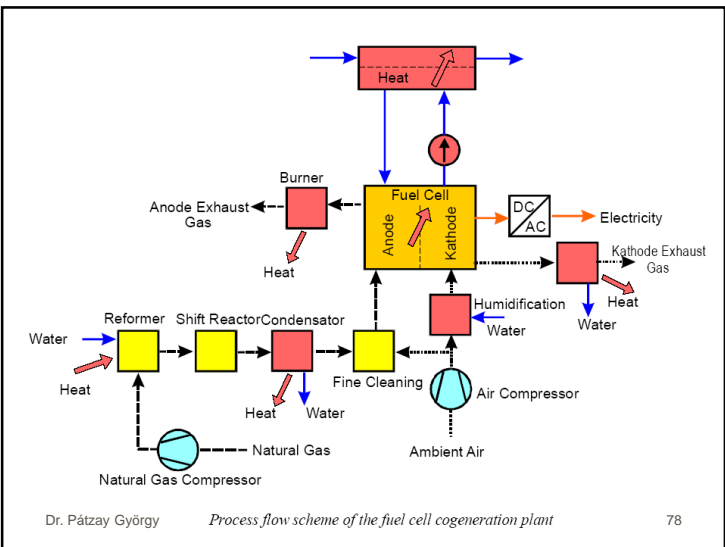 Heat
Burner
Fuel Cell
Anode
Kathode
DC
AC
Electricity
Anode Exhaust
Gas
Heat
Kathode Exhaust
Gas
Heat
Water
Humidification
Water
Reformer
Shift Reactor
Condensator
Water
Heat
Heat
Water
Fine Cleaning
Air Compressor
Natural Gas
Ambient Air
Natural Gas Compressor
Dr. Pátzay György
Process flow scheme of the fuel cell cogeneration plant
78